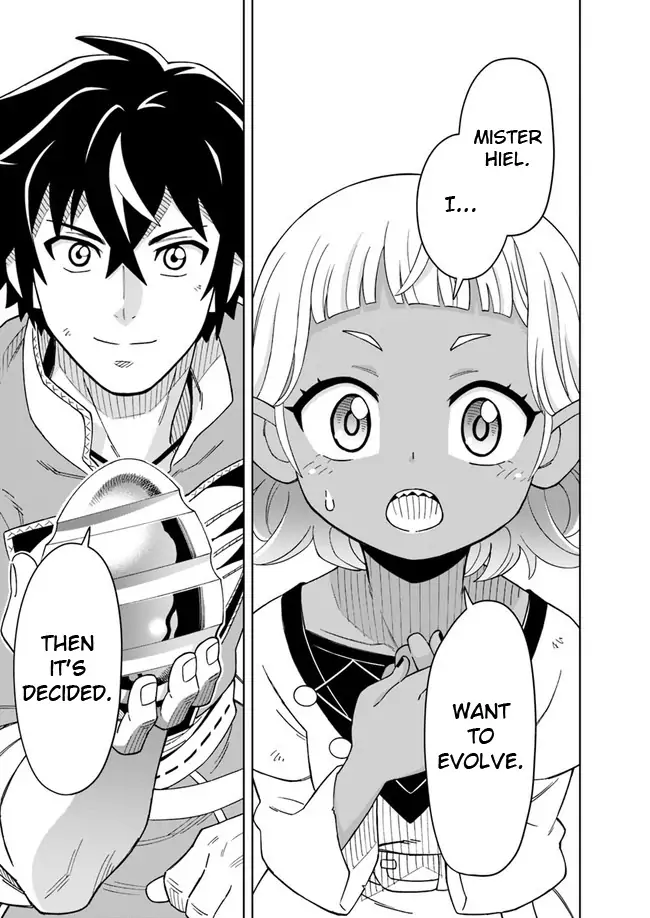 MISTER
HIEL.
I...
WANT
TO
EVOLVE.
THEN
IT'S
DECIDED.